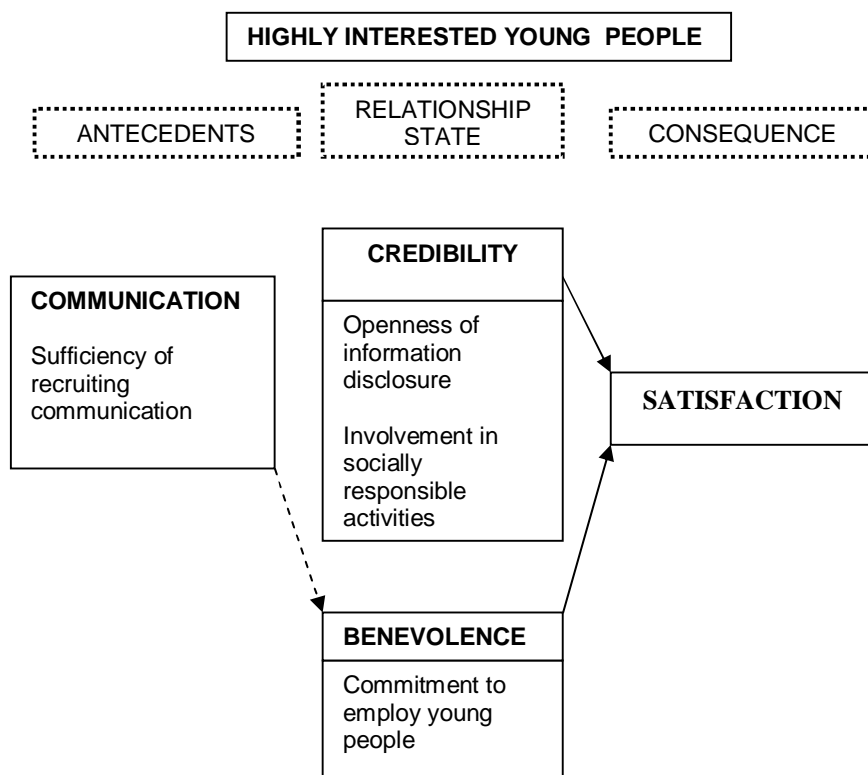 HIGHLY INTERESTED YOUNG PEOPLE
ANTECEDENTS
RELATIONSHIP
STATE
CONSEQUENCE
CREDIBILITY
COMMUNICATION
Sufficiency of
recruiting
communication
Openness of
information
disclosure
Involvement in
socially
responsible
activities
SATISFACTION
BENEVOLENCE
Commitment to
employ young
people